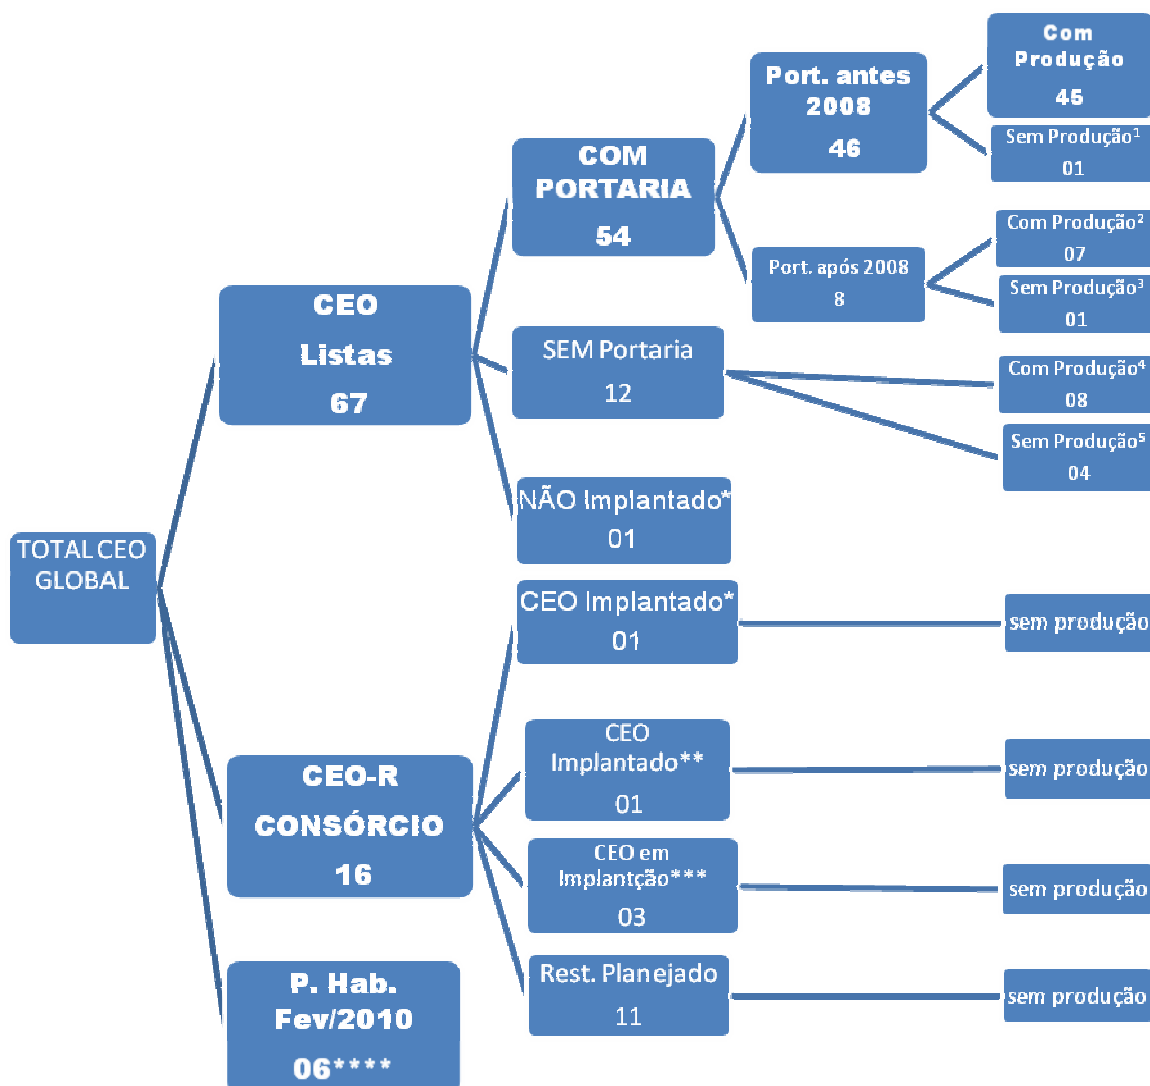 TOTAL CEO
GLOBAL
CEO
Listas
67
COM
PORTARIA
54
Port. antes
2008
46
Com
Produção
45
Sem Produção¹
01
Port. após 2008
8
Com Produção²
07
Sem Produção³
01
SEM Portaria
12
Com Produção⁴
08
Sem Produção⁵
04
NÃO Implantado*
01
CEO-R
CONSÓRCIO
16
CEO Implantado*
01
sem produção
CEO
Implantado**
01
sem produção
CEO em
Implantção***
03
sem produção
Rest. Planejado
11
sem produção
P. Hab.
Fev/2010
06****